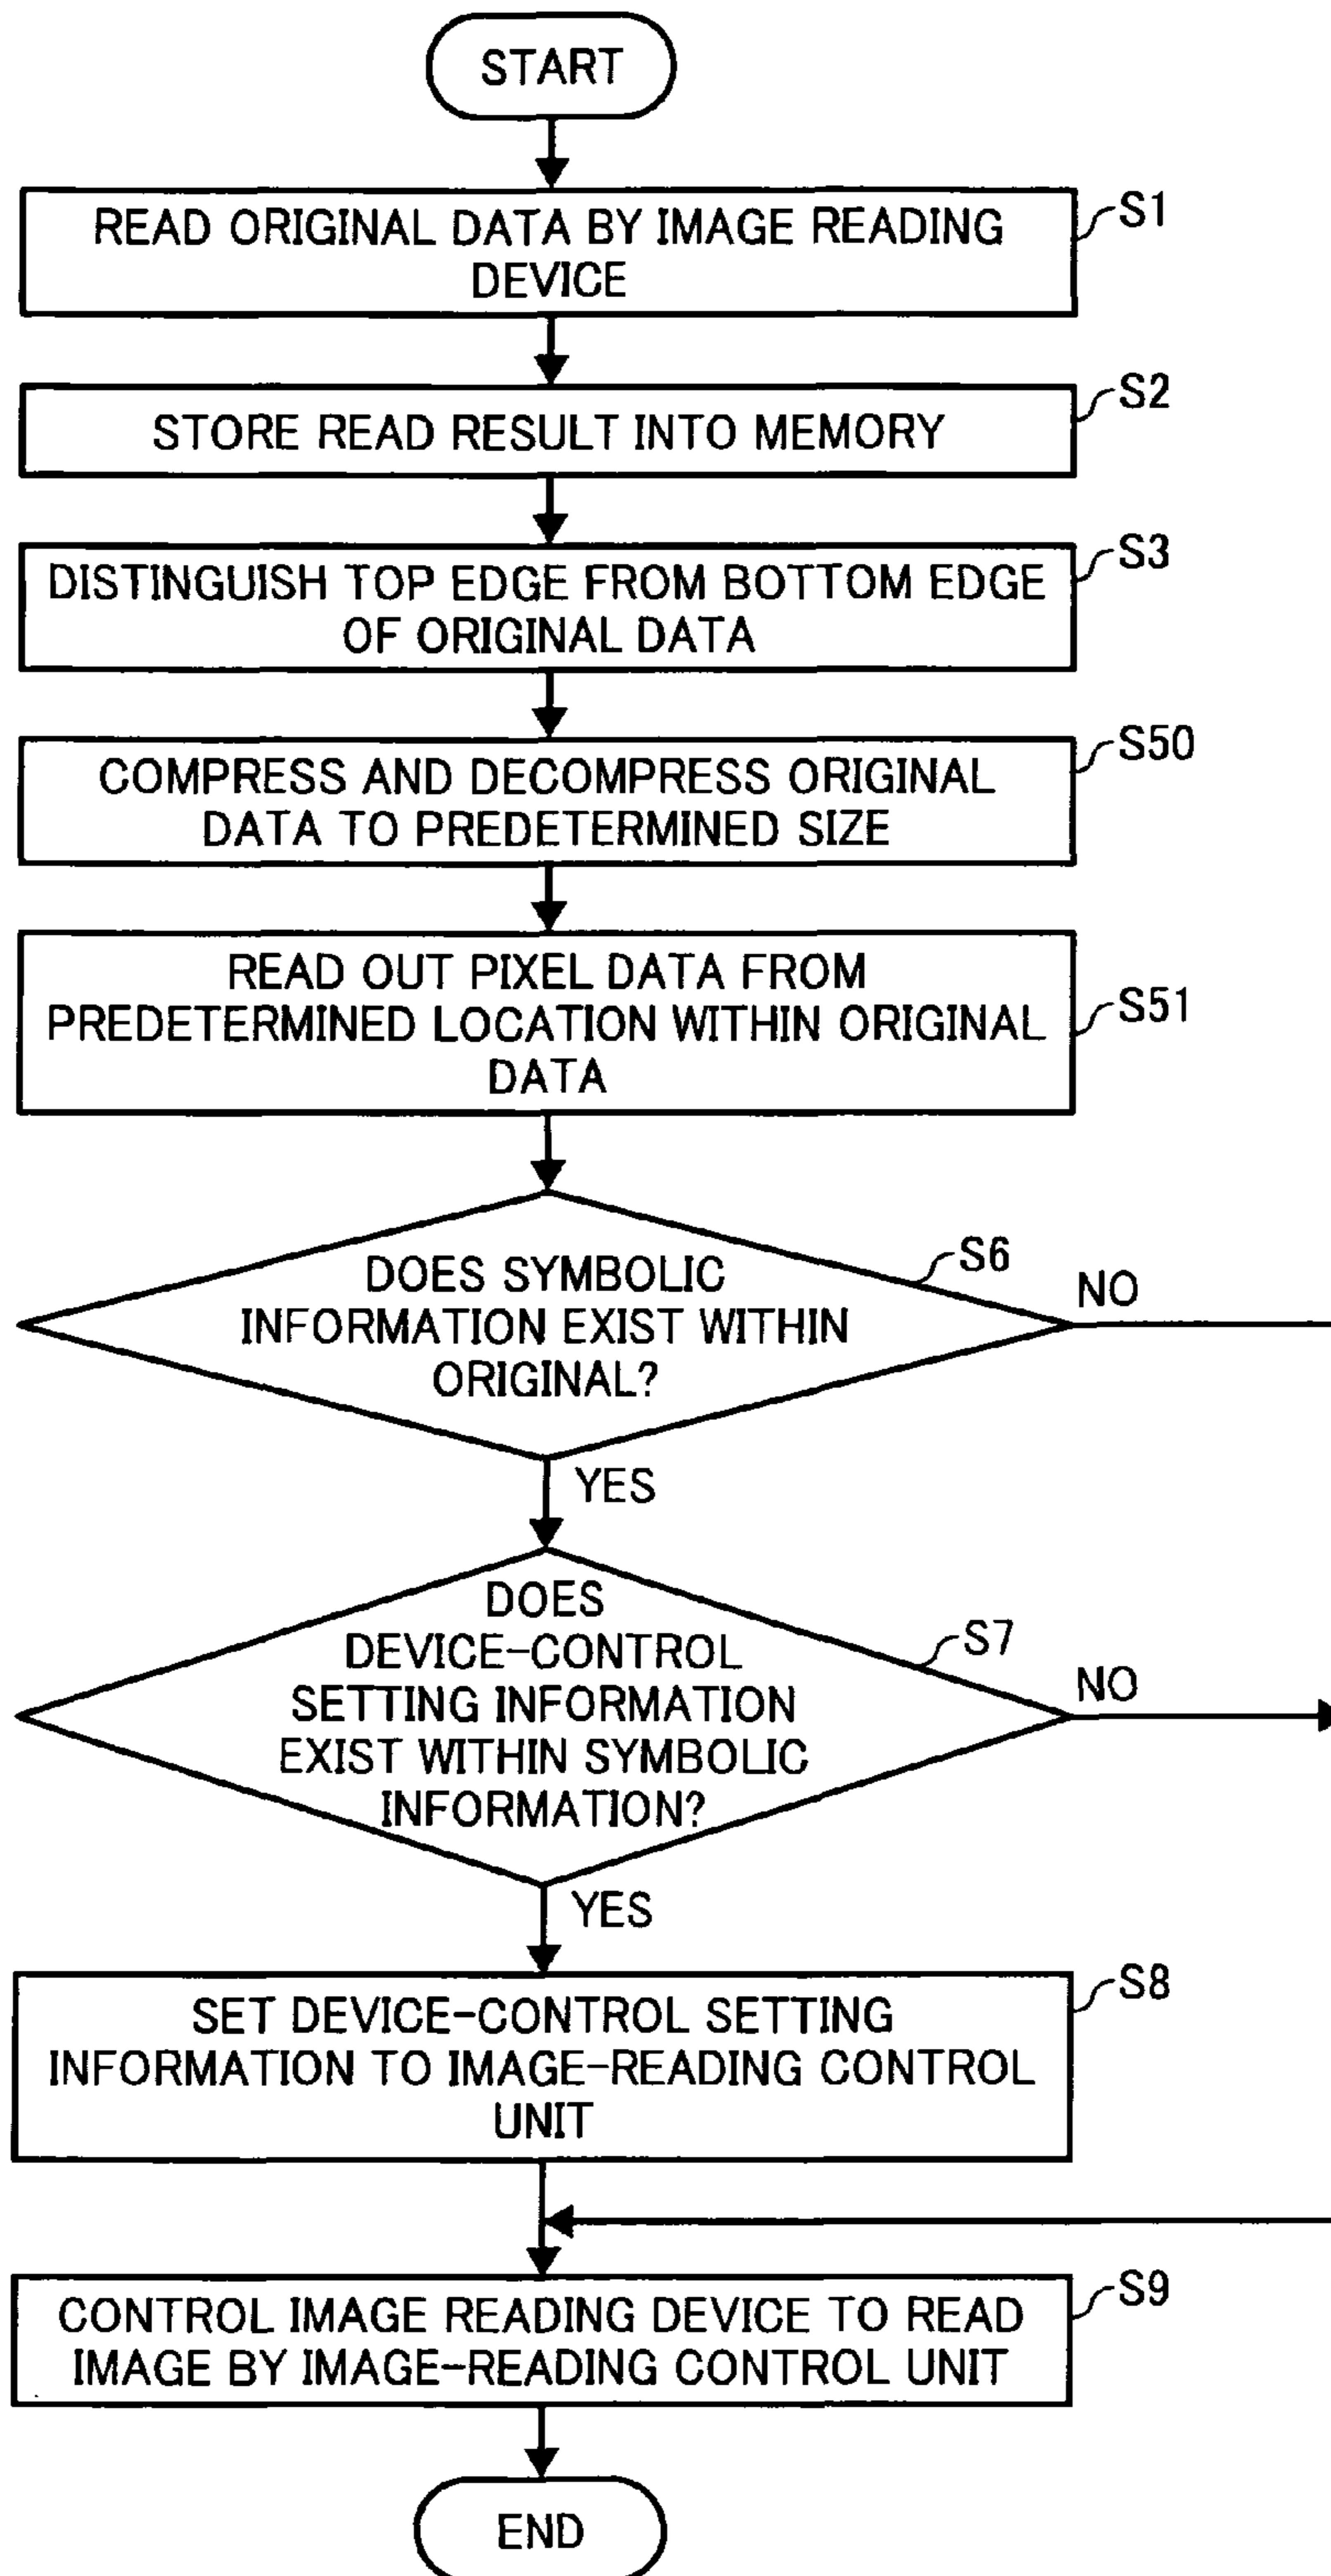 START
READ ORIGINAL DATA BY IMAGE READING
DEVICE
S1
STORE READ RESULT INTO MEMORY
S2
DISTINGUISH TOP EDGE FROM BOTTOM EDGE
OF ORIGINAL DATA
S3
COMPRESS AND DECOMPRESS ORIGINAL
DATA TO PREDETERMINED SIZE
S50
READ OUT PIXEL DATA FROM
PREDETERMINED LOCATION WITHIN ORIGINAL
DATA
S51
DOES SYMBOLIC
INFORMATION EXIST WITHIN
ORIGINAL?
S6
NO
YES
DOES
DEVICE-CONTROL
SETTING INFORMATION
EXIST WITHIN SYMBOLIC
INFORMATION?
S7
NO
YES
SET DEVICE-CONTROL SETTING
INFORMATION TO IMAGE-READING CONTROL
UNIT
S8
CONTROL IMAGE READING DEVICE TO READ
IMAGE BY IMAGE-READING CONTROL UNIT
S9
END